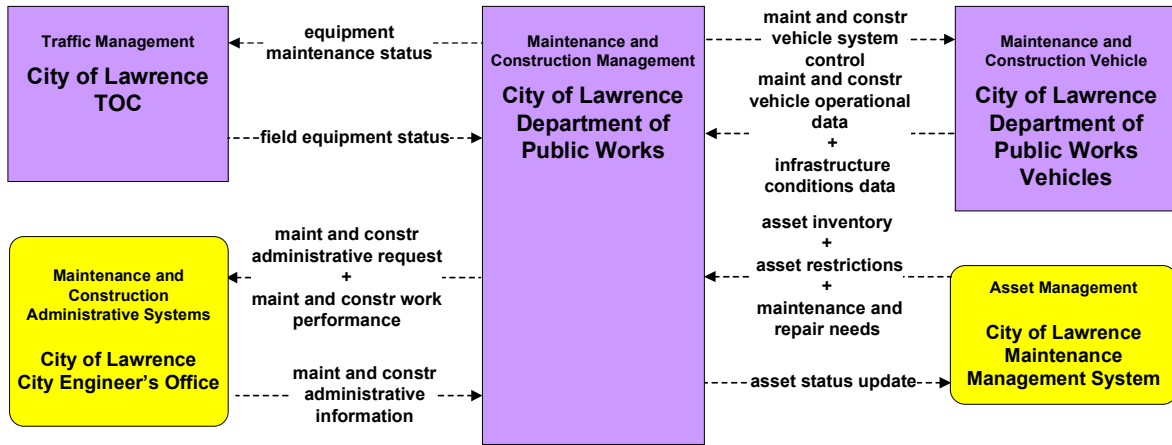 Traffic Management
City of Lawrence
TOC
equipment
maintenance status
field equipment status
Maintenance and
Construction Management
City of Lawrence
Department of
Public Works
maint and constr
vehicle system
control
maint and constr
vehicle operational
data
+
infrastructure
conditions data
Maintenance and
Construction Vehicle
City of Lawrence
Department of
Public Works
Vehicles
Maintenance and
Construction
Administrative Systems
City of Lawrence
City Engineer’s Office
maint and constr
administrative request
+
maint and constr work
performance
maint and constr
administrative
information
asset inventory
+
asset restrictions
+
maintenance and
repair needs
asset status update
Asset Management
City of Lawrence
Maintenance
Management System